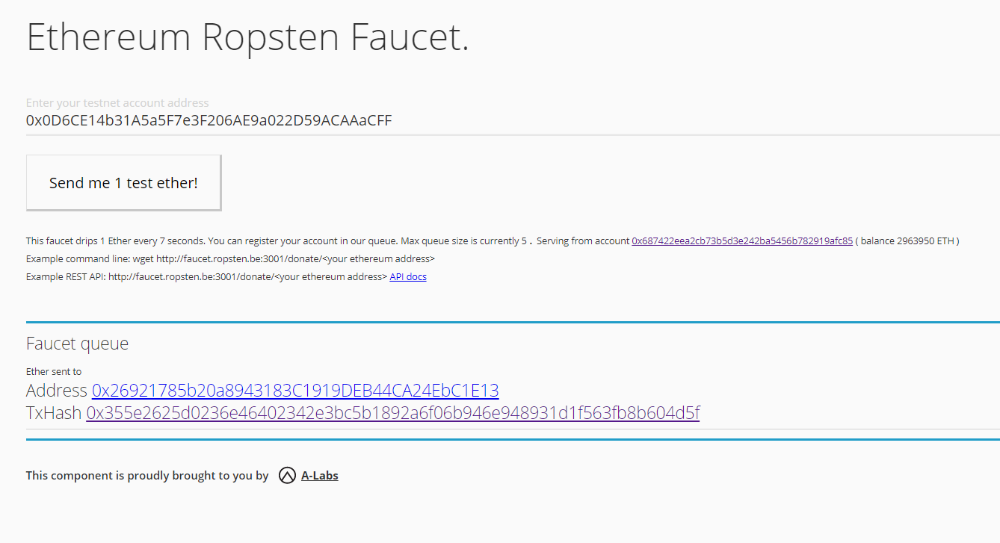 Ethereum Ropsten Faucet.
Enter your testnet account address
0x0D6CE14b31A5a5F7e3F206AE9a022D59ACAAaCFF
Send me 1 test ether!
This faucet drips 1 Ether every 7 seconds. You can register your account in our queue. Max queue size is currently 5 . Serving from account 0x687422eea2cb73b5d3e242ba5456b782919afc85 ( balance 2963950 ETH )
Example command line: wget http://faucet.ropsten.be:3001/donate/<your ethereum address>
Example REST API: http://faucet.ropsten.be:3001/donate/<your ethereum address> API docs
Faucet queue
Ether sent to
Address 0x26921785b20a8943183C1919DEB44CA24EbC1E13
TxHash 0x355e2625d0236e46402342e3bc5b1892a6f06b946e948931d1f563fb8b604d5f
This component is proudly brought to you by A-Labs